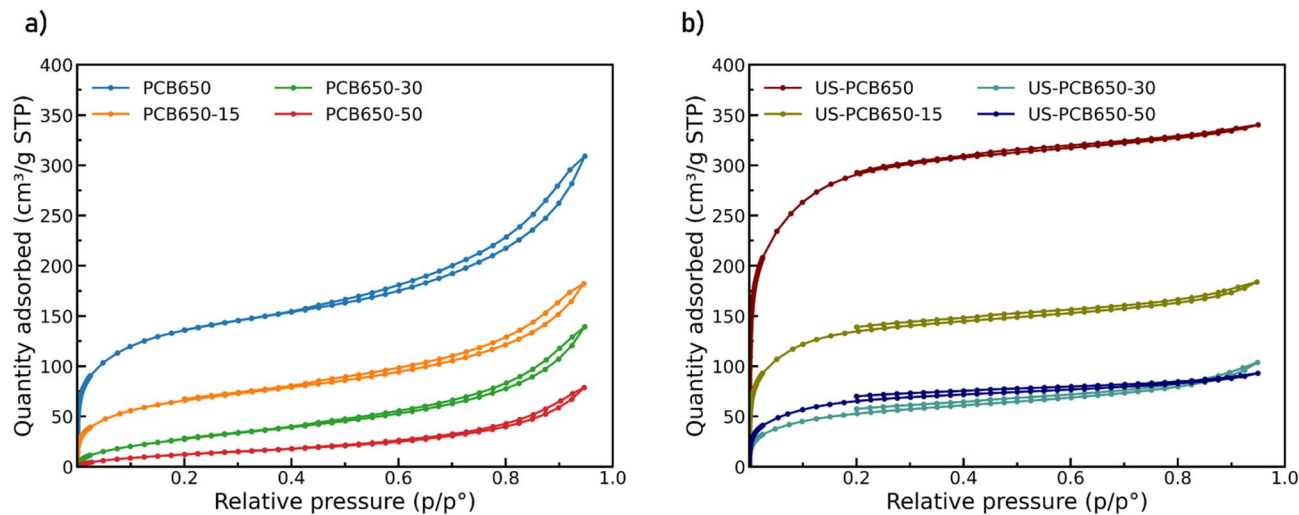 a)
400
350
300
250
200
150
100
50
0
Quantity adsorbed (cm³/g STP)
PCB650
PCB650-15
PCB650-30
PCB650-50
0.2
0.4
0.6
0.8
1.0
Relative pressure (p/p°)
b)
400
350
300
250
200
150
100
50
0
Quantity adsorbed (cm³/g STP)
US-PCB650
US-PCB650-15
US-PCB650-30
US-PCB650-50
0.2
0.4
0.6
0.8
1.0
Relative pressure (p/p°)